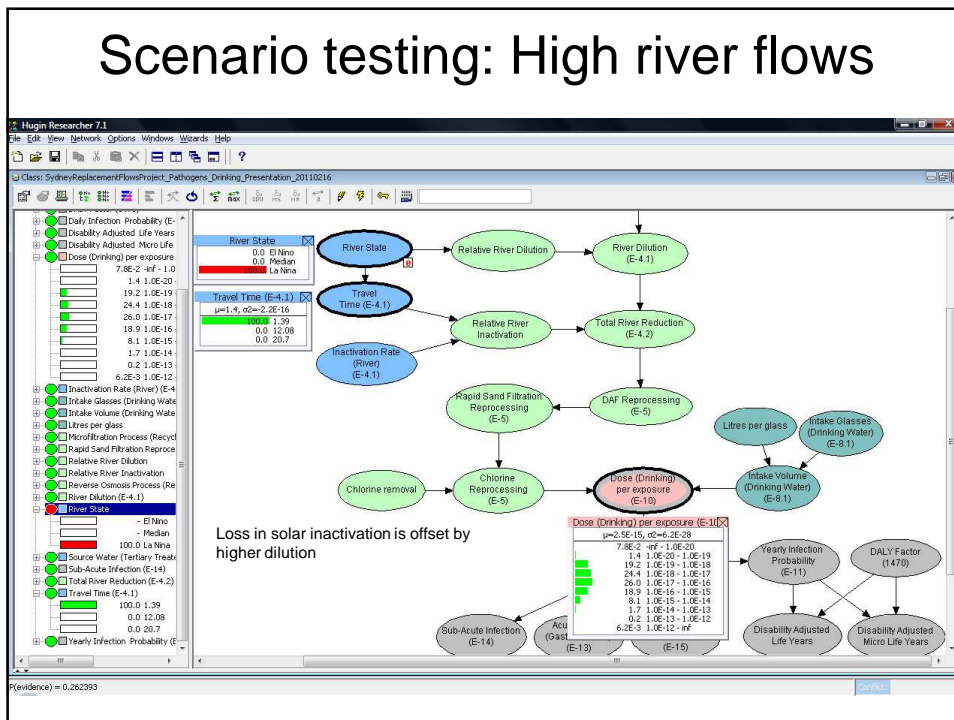 Scenario testing: High river flows
Hugin Researcher 7.1
File Edit View Network Options Windows Wizards Help
Class: SydneyReplacementFlowsProject_Pathogens_Drinking_Presentation_20110216
Daily Infection Probability (E-
Disability Adjusted Life Years
Disability Adjusted Micro Life
Dose (Drinking) per exposure
7.8E-2 -inf - 1.0
1.4 1.0E-20 -
19.2 1.0E-19 -
24.4 1.0E-18 -
26.0 1.0E-17 -
18.9 1.0E-16 -
8.1 1.0E-15 -
1.7 1.0E-14 -
0.2 1.0E-13 -
6.2E-3 1.0E-12 -
Inactivation Rate (River) (E-4
Intake Glasses (Drinking Wate
Intake Volume (Drinking Wate
Litres per glass
Microfiltration Process (Recycl
Rapid Sand Filtration Reproce
Relative River Dilution
Relative River Inactivation
Reverse Osmosis Process (Re
River Dilution (E-4.1)
River State
- El Nino
- Median
100.0 La Nina
Source Water (Tertiary Treate
Sub-Acute Infection (E-14)
Total River Reduction (E-4.2)
Travel Time (E-4.1)
100.0 1.39
0.0 12.08
0.0 20.7
Yearly Infection Probability (E
River State
0.0 El Nino
0.0 Median
100.0 La Nina
Travel Time (E-4.1)
μ=1.4, σ2=-2.2E-16
100.0 1.39
0.0 12.08
0.0 20.7
River State
e
Relative River Dilution
River Dilution
(E-4.1)
Travel
Time (E-4.1)
Relative River
Inactivation
Total River Reduction
(E-4.2)
Inactivation Rate
(River)
(E-4.1)
Rapid Sand Filtration
Reprocessing
(E-5)
DAF Reprocessing
(E-5)
Litres per glass
Intake Glasses
(Drinking Water)
(E-8.1)
Chlorine removal
Chlorine
Reprocessing
(E-5)
Dose (Drinking)
per exposure
(E-10)
Intake Volume
(Drinking Water)
(E-8.1)
Loss in solar inactivation is offset by
higher dilution
Dose (Drinking) per exposure (E-10
μ=2.5E-15, σ2=6.2E-28
7.8E-2 -inf - 1.0E-20
1.4 1.0E-20 - 1.0E-19
19.2 1.0E-19 - 1.0E-18
24.4 1.0E-18 - 1.0E-17
26.0 1.0E-17 - 1.0E-16
18.9 1.0E-16 - 1.0E-15
8.1 1.0E-15 - 1.0E-14
1.7 1.0E-14 - 1.0E-13
0.2 1.0E-13 - 1.0E-12
6.2E-3 1.0E-12 - inf
Yearly Infection
Probability
(E-11)
DALY Factor
(1470)
Sub-Acute Infection
(E-14)
Acu
(Gast
(E-13)
(E-15)
Disability Adjusted
Life Years
Disability Adjusted
Micro Life Years
P(evidence) = 0.262393
Conflict: